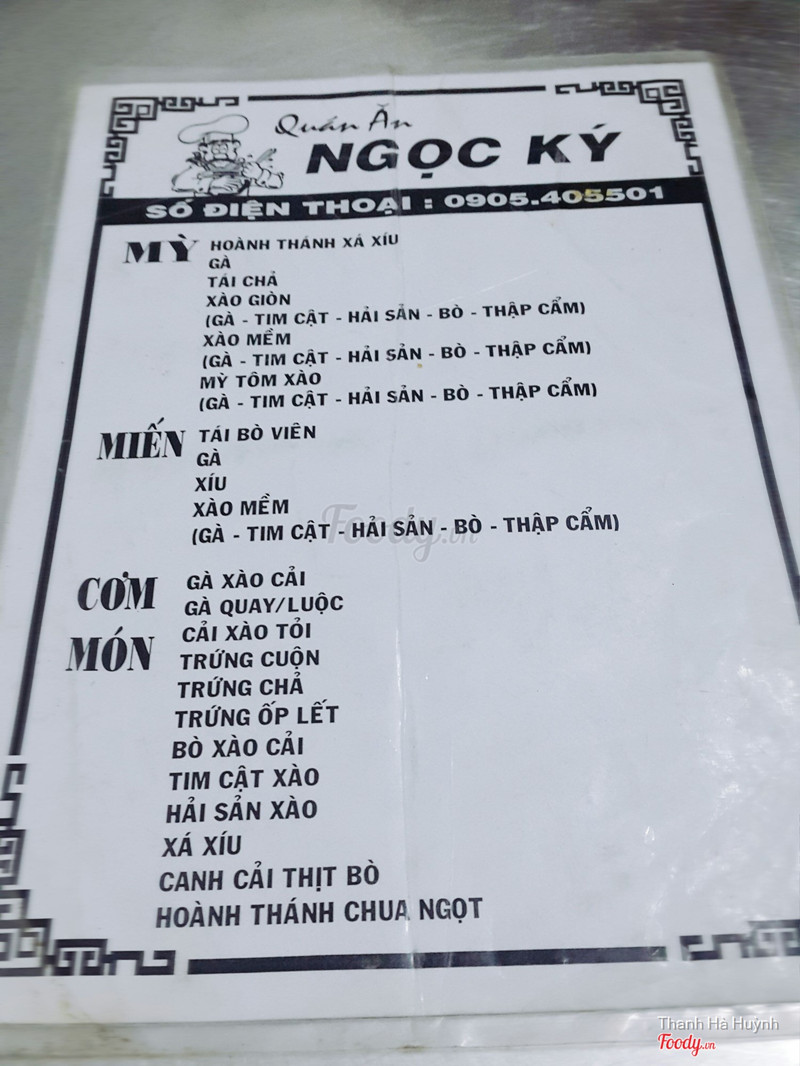 Quán Ăn
NGỌC KÝ
SỐ ĐIỆN THOẠI : 0905.405501
MỲ HOÀNH THÁNH XÁ XÍU
GÀ
TÁI CHẢ
XÀO GIÒN
(GÀ - TIM CẬT - HẢI SẢN - BÒ - THẬP CẨM)
XÀO MỀM
(GÀ - TIM CẬT - HẢI SẢN - BÒ - THẬP CẨM)
MỲ TÔM XÀO
(GÀ - TIM CẬT - HẢI SẢN - BÒ - THẬP CẨM)
MIẾN TÁI BÒ VIÊN
GÀ
XÍU
XÀO MỀM
(GÀ - TIM CẬT - HẢI SẢN - BÒ - THẬP CẨM)
Foody.vn
CƠM GÀ XÀO CẢI
GÀ QUAY/LUỘC
MÓN CẢI XÀO TỎI
TRỨNG CUỘN
TRỨNG CHẢ
TRỨNG ỐP LẾT
BÒ XÀO CẢI
TIM CẬT XÀO
HẢI SẢN XÀO
XÁ XÍU
CANH CẢI THỊT BÒ
HOÀNH THÁNH CHUA NGỌT
Thanh Hà Huỳnh
Foody.vn